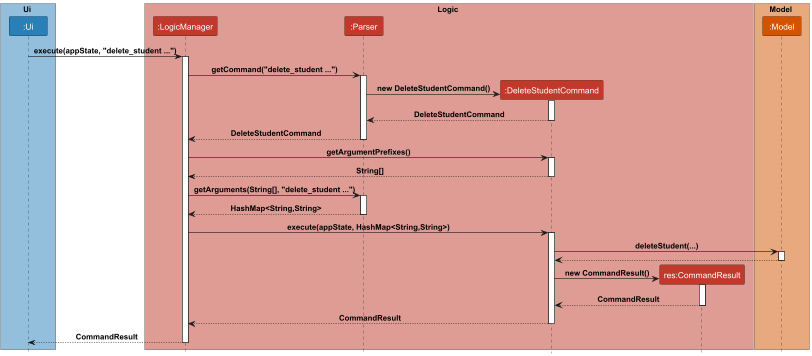 Ui
Logic
Model
:Ui
:LogicManager
:Parser
:Model
execute(appState, "delete_student ...")
getCommand("delete_student ...")
new DeleteStudentCommand()
:DeleteStudentCommand
DeleteStudentCommand
DeleteStudentCommand
getArgumentPrefixes()
String[]
getArguments(String[], "delete_student ...")
HashMap<String,String>
execute(appState, HashMap<String,String>)
deleteStudent(...)
new CommandResult()
res:CommandResult
CommandResult
CommandResult
CommandResult